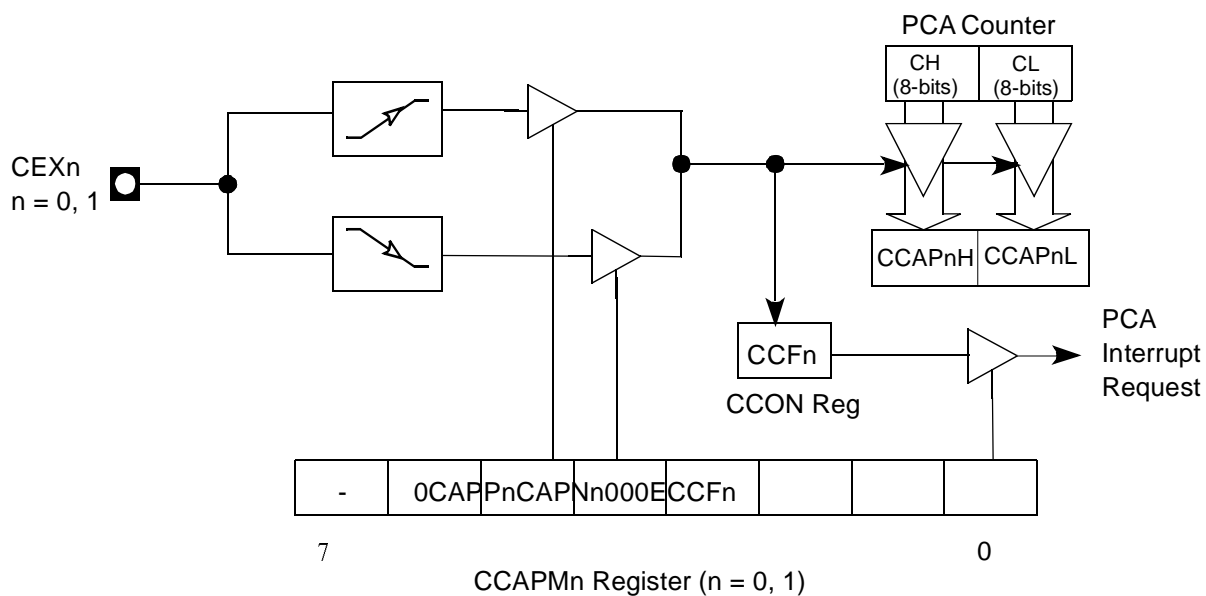 PCA Counter
CH
(8-bits)
CL
(8-bits)
CEXn
n = 0, 1
CCAPnH
CCAPnL
CCFn
CCON Reg
PCA
Interrupt
Request
-
0CAPPnCAPNn000ECCFn
7
0
CCAPMn Register (n = 0, 1)